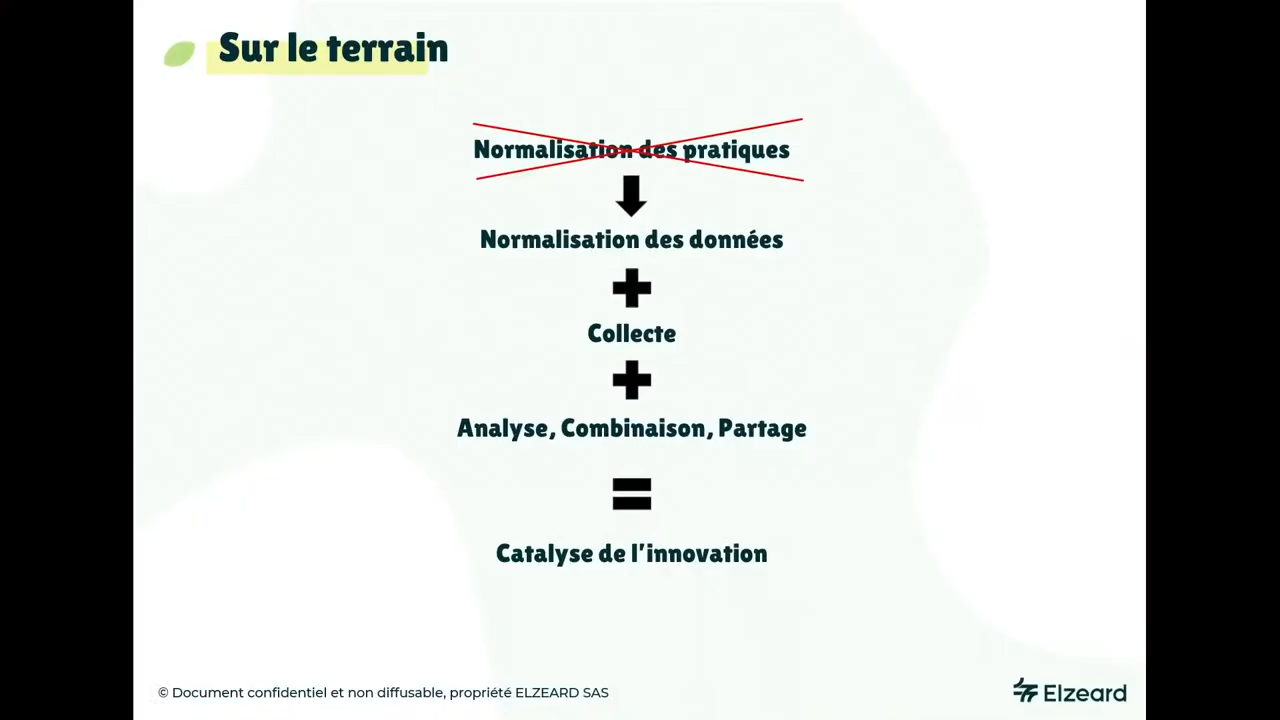 Sur le terrain
Normalisation des pratiques
Normalisation des données
Collecte
Analyse, Combinaison, Partage
Catalyse de l'innovation
© Document confidentiel et non diffusable, propriété ELZEARD SAS
Elzeard